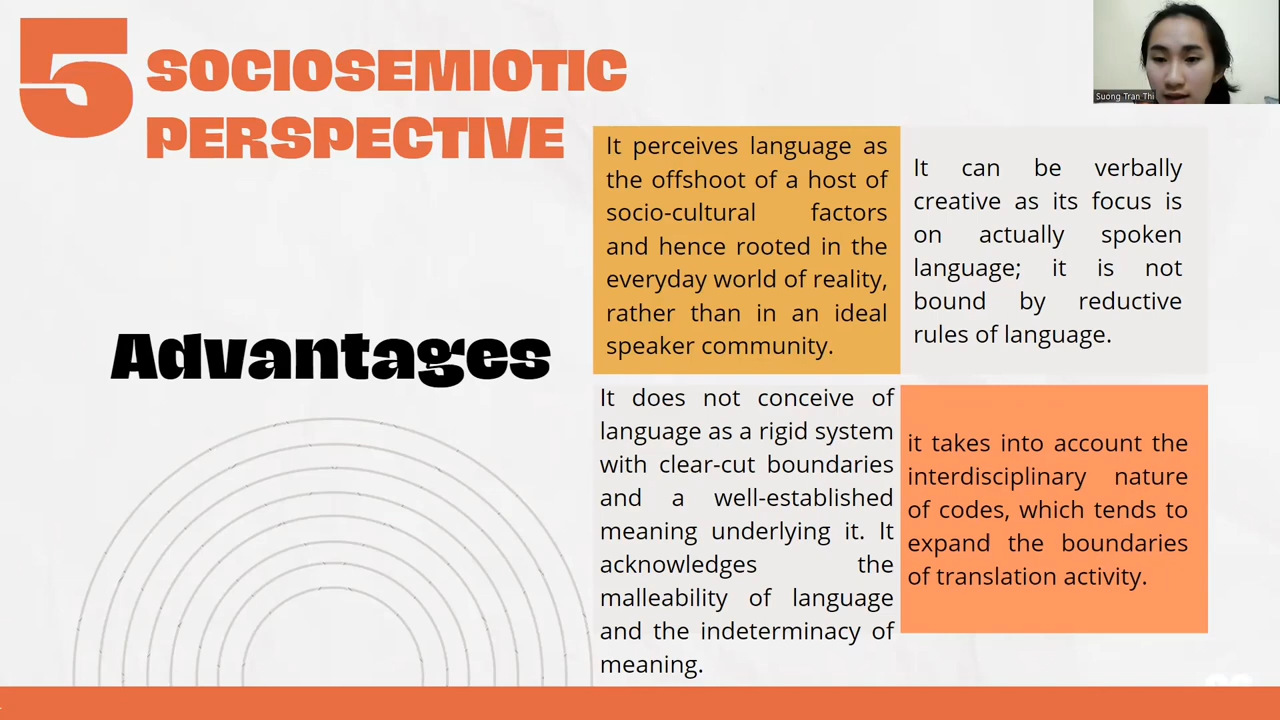 5
SOCIOSEMIOTIC
PERSPECTIVE
Suong Tran Thi
Advantages
It perceives language as
the offshoot of a host of
socio-cultural factors
and hence rooted in the
everyday world of reality,
rather than in an ideal
speaker community.
It can be verbally
creative as its focus is
on actually spoken
language; it is not
bound by reductive
rules of language.
It does not conceive of
language as a rigid system
with clear-cut boundaries
and a well-established
meaning underlying it. It
acknowledges the
malleability of language
and the indeterminacy of
meaning.
it takes into account the
interdisciplinary nature
of codes, which tends to
expand the boundaries
of translation activity.